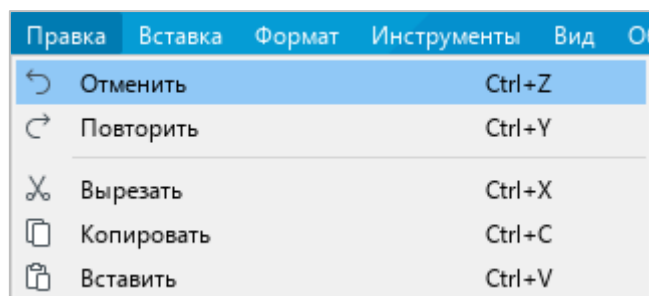 Правка Вставка Формат Инструменты Вид
Отменить Ctrl+Z
Повторить Ctrl+Y
Вырезать Ctrl+X
Копировать Ctrl+C
Вставить Ctrl+V